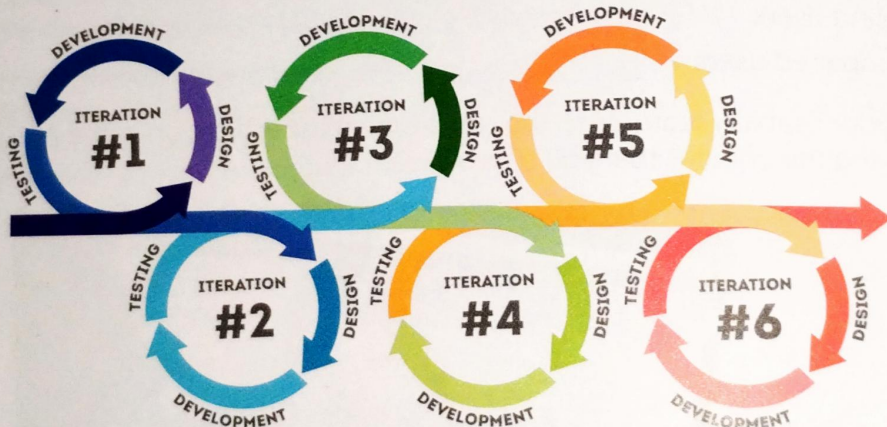 DEVELOPMENT
ITERATION
#1
DESIGN
TESTING
DEVELOPMENT
ITERATION
#3
DESIGN
TESTING
DEVELOPMENT
ITERATION
#5
DESIGN
TESTING
TESTING
ITERATION
#2
DESIGN
DEVELOPMENT
TESTING
ITERATION
#4
DESIGN
DEVELOPMENT
TESTING
ITERATION
#6
DESIGN
DEVELOPMENT